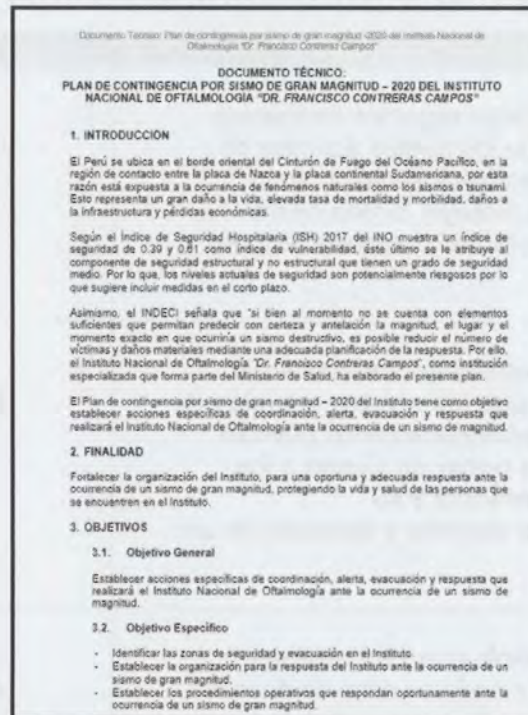 Documento Técnico: Plan de contingencia por sismo de gran magnitud -2020 del Instituto Nacional de
Oftalmología "Dr. Francisco Contreras Campos"
DOCUMENTO TÉCNICO:
PLAN DE CONTINGENCIA POR SISMO DE GRAN MAGNITUD – 2020 DEL INSTITUTO
NACIONAL DE OFTALMOLOGÍA "DR. FRANCISCO CONTRERAS CAMPOS"
1. INTRODUCCIÓN
El Perú se ubica en el borde oriental del Cinturón de Fuego del Océano Pacífico, en la
región de contacto entre la placa de Nazca y la placa continental Sudamericana, por esta
razón está expuesta a la ocurrencia de fenómenos naturales como los sismos o tsunami.
Esto representa un gran daño a la vida, elevada tasa de mortalidad y morbilidad, daños a
la infraestructura y pérdidas económicas.
Según el Índice de Seguridad Hospitalaria (ISH) 2017 del INO muestra un índice de
seguridad de 0.39 y 0.61 como índice de vulnerabilidad, éste último se le atribuye al
componente de seguridad estructural y no estructural que tienen un grado de seguridad
medio. Por lo que, los niveles actuales de seguridad son potencialmente riesgosos por lo
que sugiere incluir medidas en el corto plazo.
Asimismo, el INDECI señala que "si bien al momento no se cuenta con elementos
suficientes que permitan predecir con certeza y antelación la magnitud, el lugar y el
momento exacto en que ocurriría un sismo destructivo, es posible reducir el número de
víctimas y daños materiales mediante una adecuada planificación de la respuesta. Por ello,
el Instituto Nacional de Oftalmología "Dr. Francisco Contreras Campos", como institución
especializada que forma parte del Ministerio de Salud, ha elaborado el presente plan.
El Plan de contingencia por sismo de gran magnitud – 2020 del Instituto tiene como objetivo
establecer acciones específicas de coordinación, alerta, evacuación y respuesta que
realizará el Instituto Nacional de Oftalmología ante la ocurrencia de un sismo de magnitud.
2. FINALIDAD
Fortalecer la organización del Instituto, para una oportuna y adecuada respuesta ante la
ocurrencia de un sismo de gran magnitud, protegiendo la vida y salud de las personas que
se encuentren en el Instituto.
3. OBJETIVOS
3.1. Objetivo General
Establecer acciones específicas de coordinación, alerta, evacuación y respuesta que
realizará el Instituto Nacional de Oftalmología ante la ocurrencia de un sismo de
magnitud.
3.2. Objetivo Específico
- Identificar las zonas de seguridad y evacuación en el Instituto.
- Establecer la organización para la respuesta del Instituto ante la ocurrencia de un
sismo de gran magnitud.
- Establecer los procedimientos operativos que respondan oportunamente ante la
ocurrencia de un sismo de gran magnitud.